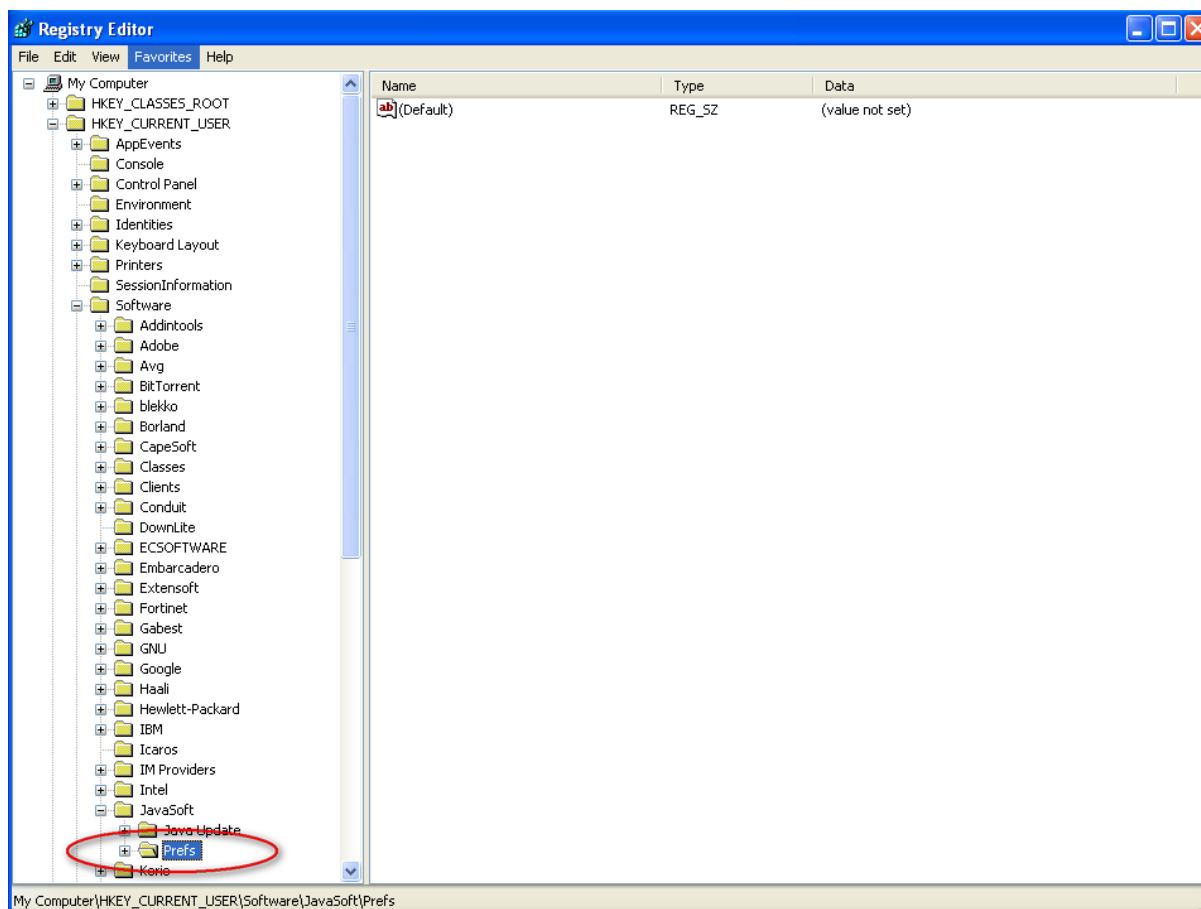 Registry Editor
File Edit View Favorites Help
My Computer
HKEY_CLASSES_ROOT
HKEY_CURRENT_USER
AppEvents
Console
Control Panel
Environment
Identities
Keyboard Layout
Printers
SessionInformation
Software
Addintools
Adobe
Avg
BitTorrent
blekko
Borland
CapeSoft
Classes
Clients
Conduit
DownLite
ECSOFTWARE
Embarcadero
Extensoft
Fortinet
Gabest
GNU
Google
Haali
Hewlett-Packard
IBM
Icaros
IM Providers
Intel
JavaSoft
Java Update
Prefs
Name Type Data
ab (Default) REG_SZ (value not set)
My Computer\HKEY_CURRENT_USER\Software\JavaSoft\Prefs